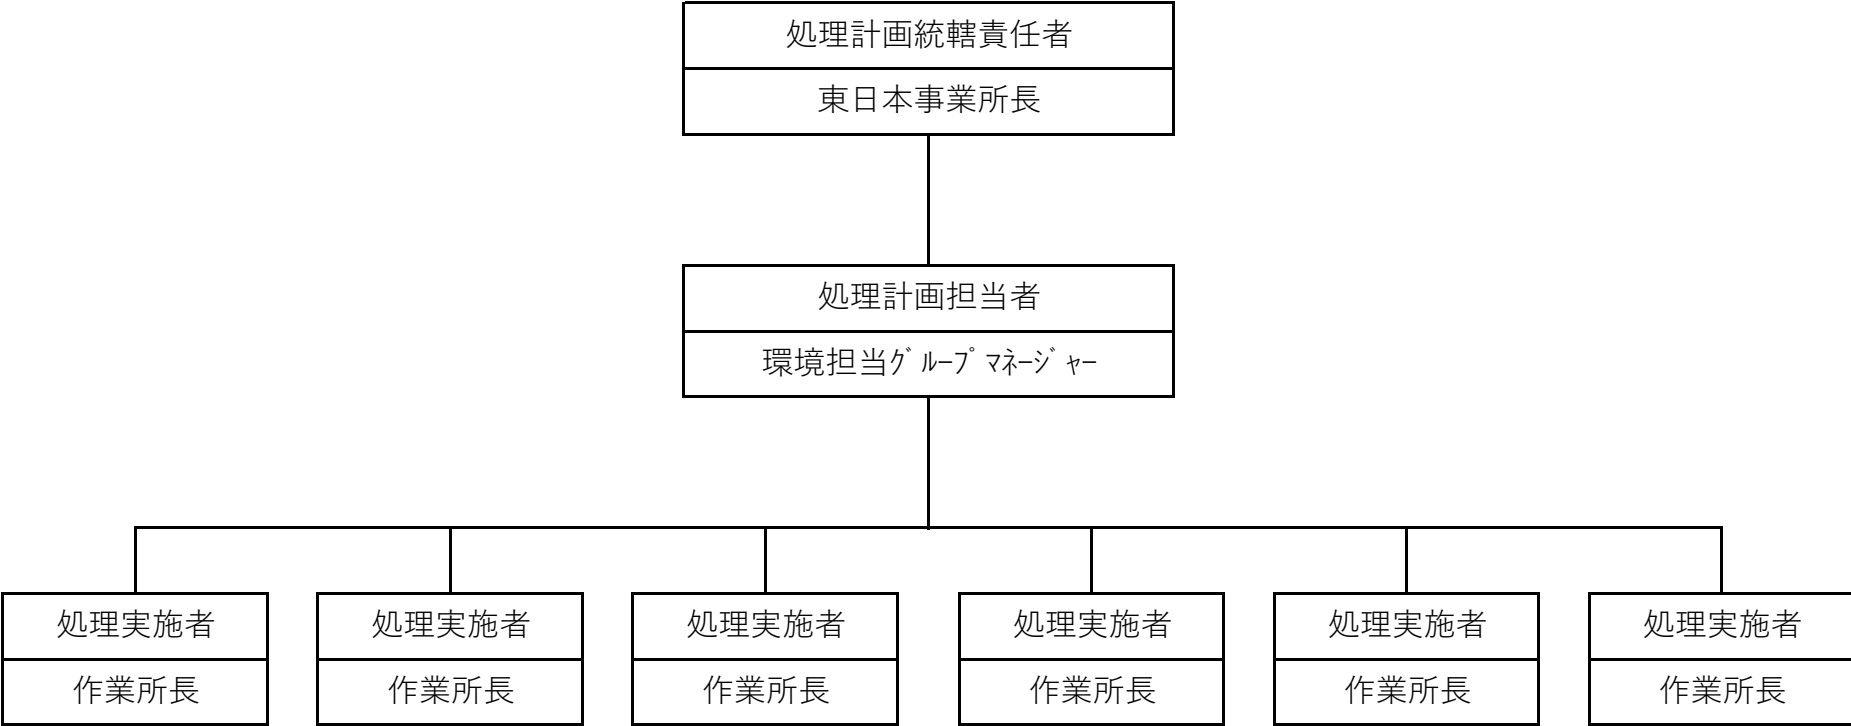 処理計画統轄責任者
東日本事業所長
処理計画担当者
環境担当ｸﾞﾙｰﾌﾟﾏﾈｰｼﾞｬｰ
処理実施者 処理実施者 処理実施者 処理実施者 処理実施者 処理実施者
作業所長 作業所長 作業所長 作業所長 作業所長 作業所長